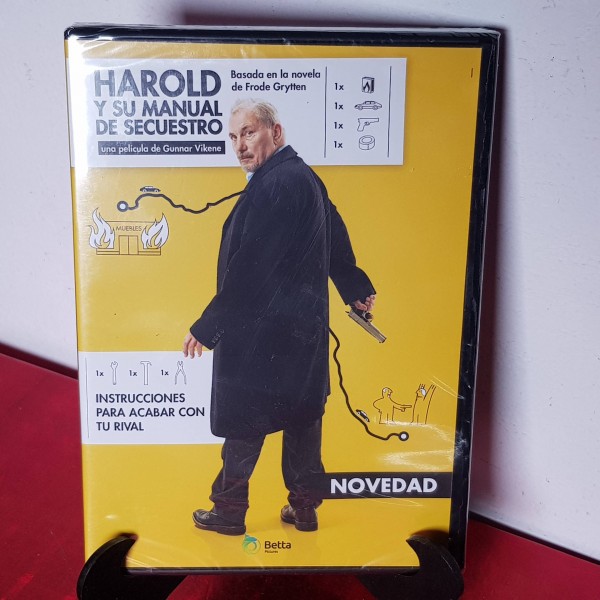 HAROLD
Y SU MANUAL
DE SECUESTRO
una película de Gunnar Vikene
Basada en la novela
de Frode Grytten
1x
1x
1x
1x
MUEBLES
1x 1x 1x
INSTRUCCIONES
PARA ACABAR CON
TU RIVAL
NOVEDAD
Betta
Pictures